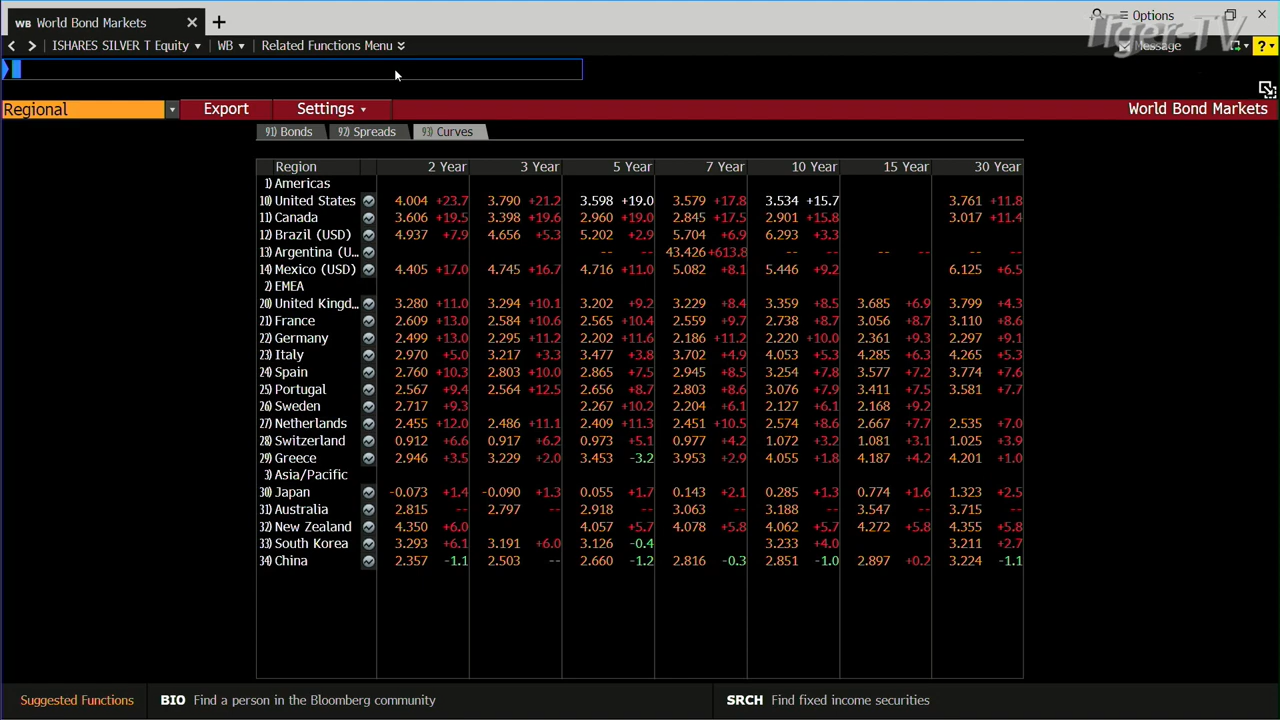 WB World Bond Markets
Options
Tiger-TV
ISHARES SILVER T Equity WB Related Functions Menu
Message
?
Regional Export Settings World Bond Markets
91) Bonds 92) Spreads 93) Curves
Region 2 Year 3 Year 5 Year 7 Year 10 Year 15 Year 30 Year
1) Americas
10) United States 4.004 +23.7 3.790 +21.2 3.598 +19.0 3.579 +17.8 3.534 +15.7 3.761 +11.8
11) Canada 3.606 +19.5 3.398 +19.6 2.960 +19.0 2.845 +17.5 2.901 +15.8 3.017 +11.4
12) Brazil (USD) 4.937 +7.9 4.656 +5.3 5.202 +2.9 5.704 +6.9 6.293 +3.3
13) Argentina (U... -- -- 43.426 +613.8 -- -- -- -- -- --
14) Mexico (USD) 4.405 +17.0 4.745 +16.7 4.716 +11.0 5.082 +8.1 5.446 +9.2 6.125 +6.5
2) EMEA
20) United Kingd... 3.280 +11.0 3.294 +10.1 3.202 +9.2 3.229 +8.4 3.359 +8.5 3.685 +6.9 3.799 +4.3
21) France 2.609 +13.0 2.584 +10.6 2.565 +10.4 2.559 +9.7 2.738 +8.7 3.056 +8.7 3.110 +8.6
22) Germany 2.499 +13.0 2.295 +11.2 2.202 +11.6 2.186 +11.2 2.220 +10.0 2.361 +9.3 2.297 +9.1
23) Italy 2.970 +5.0 3.217 +3.3 3.477 +3.8 3.702 +4.9 4.053 +5.3 4.285 +6.3 4.265 +5.3
24) Spain 2.760 +10.3 2.803 +10.0 2.865 +7.5 2.945 +8.5 3.254 +7.8 3.577 +7.2 3.774 +7.6
25) Portugal 2.567 +9.4 2.564 +12.5 2.656 +8.7 2.803 +8.6 3.076 +7.9 3.411 +7.5 3.581 +7.7
26) Sweden 2.717 +9.3 2.267 +10.2 2.204 +6.1 2.127 +6.1 2.168 +9.2
27) Netherlands 2.455 +12.0 2.486 +11.1 2.409 +11.3 2.451 +10.5 2.574 +8.6 2.667 +7.7 2.535 +7.0
28) Switzerland 0.912 +6.6 0.917 +6.2 0.973 +5.1 0.977 +4.2 1.072 +3.2 1.081 +3.1 1.025 +3.9
29) Greece 2.946 +3.5 3.229 +2.0 3.453 -3.2 3.953 +2.9 4.055 +1.8 4.187 +4.2 4.201 +1.0
3) Asia/Pacific
30) Japan -0.073 +1.4 -0.090 +1.3 0.055 +1.7 0.143 +2.1 0.285 +1.3 0.774 +1.6 1.323 +2.5
31) Australia 2.815 -- 2.797 -- 2.918 -- 3.063 -- 3.188 -- 3.547 -- 3.715 --
32) New Zealand 4.350 +6.0 4.057 +5.7 4.078 +5.8 4.062 +5.7 4.272 +5.8 4.355 +5.8
33) South Korea 3.293 +6.1 3.191 +6.0 3.126 -0.4 3.233 +4.0 3.211 +2.7
34) China 2.357 -1.1 2.503 -- 2.660 -1.2 2.816 -0.3 2.851 -1.0 2.897 +0.2 3.224 -1.1
Suggested Functions BIO Find a person in the Bloomberg community SRCH Find fixed income securities